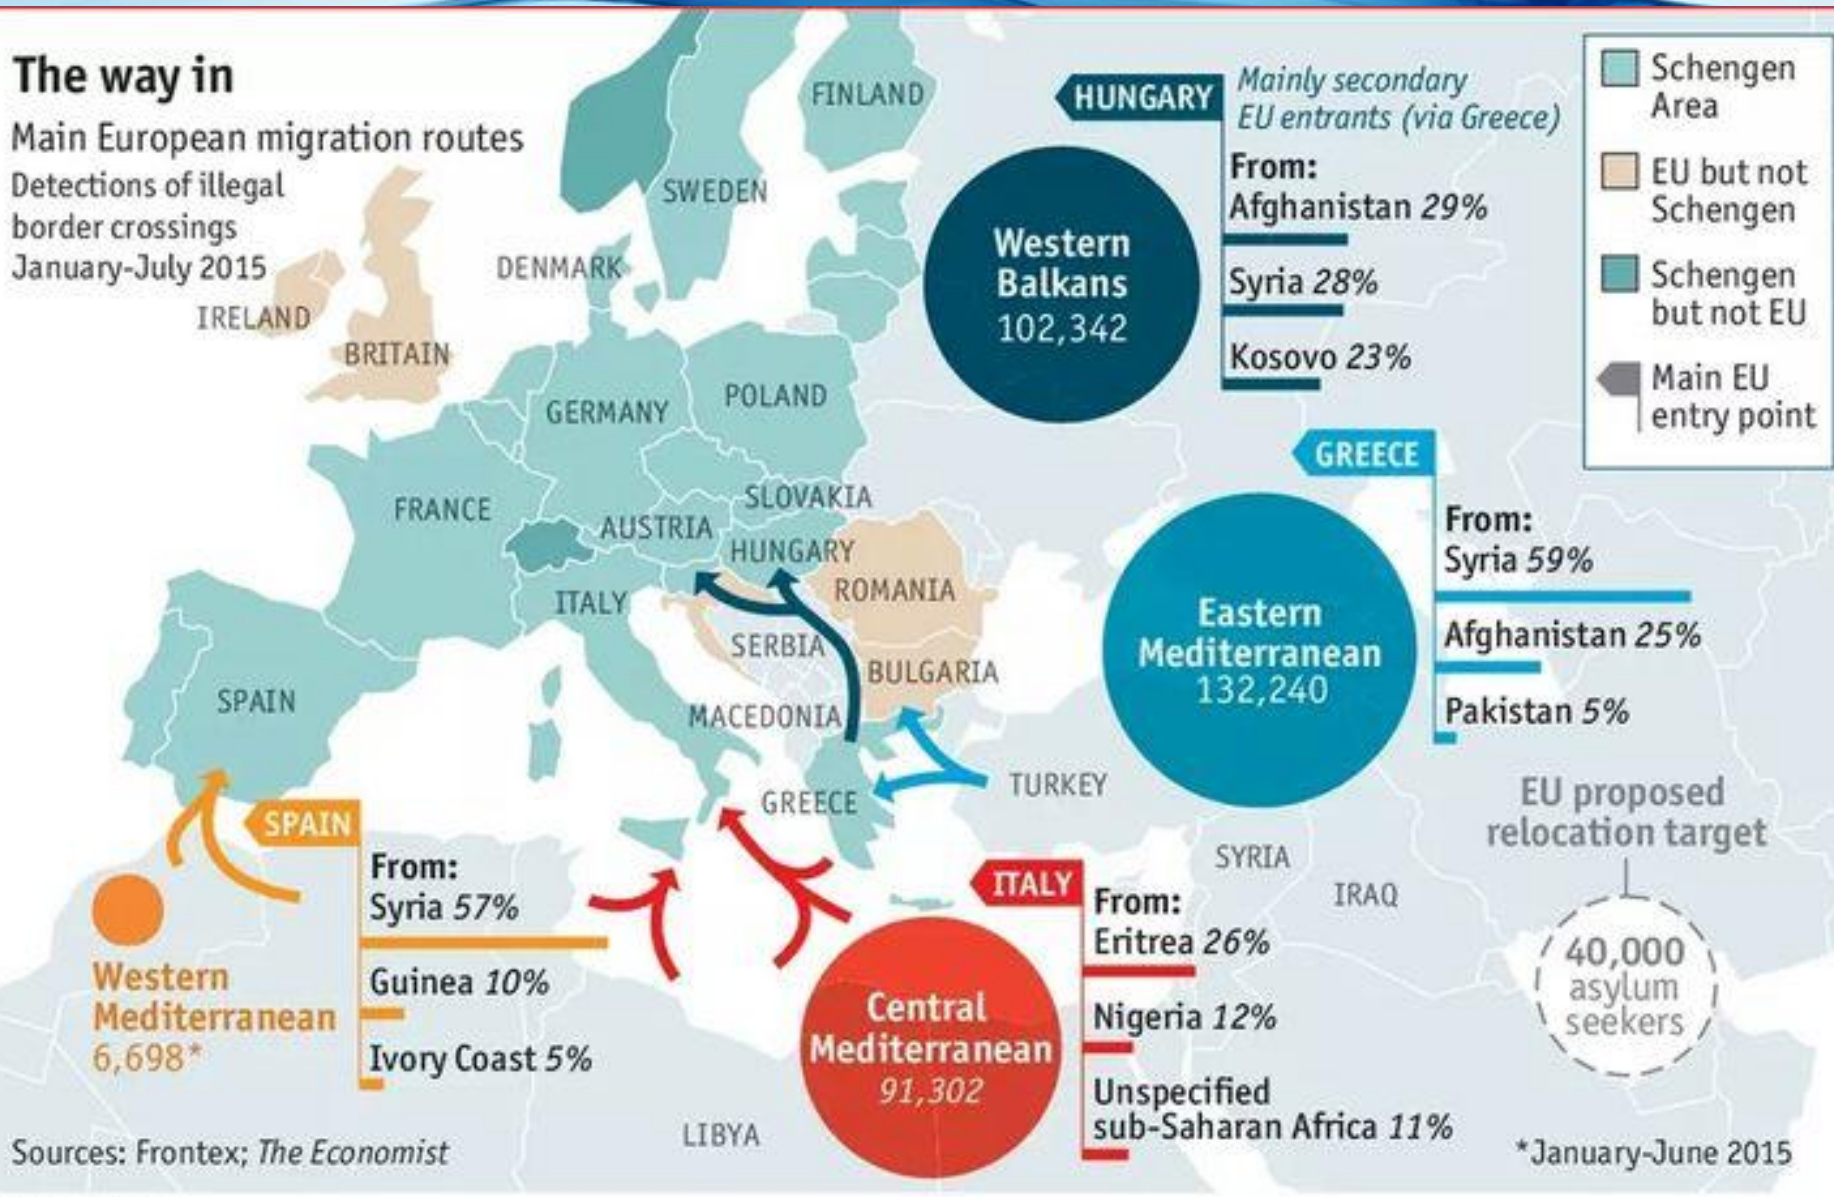 The way in
Main European migration routes
Detections of illegal
border crossings
January-July 2015
HUNGARY
Mainly secondary
EU entrants (via Greece)
From:
Afghanistan 29%
Syria 28%
Kosovo 23%
Western
Balkans
102,342
Schengen
Area
EU but not
Schengen
Schengen
but not EU
Main EU
entry point
FINLAND
SWEDEN
DENMARK
IRELAND
BRITAIN
GERMANY
POLAND
FRANCE
SLOVAKIA
AUSTRIA
HUNGARY
ROMANIA
ITALY
SERBIA
BULGARIA
SPAIN
MACEDONIA
GREECE
TURKEY
SYRIA
IRAQ
LIBYA
GREECE
From:
Syria 59%
Afghanistan 25%
Pakistan 5%
Eastern
Mediterranean
132,240
EU proposed
relocation target
40,000
asylum
seekers
SPAIN
From:
Syria 57%
Guinea 10%
Ivory Coast 5%
Western
Mediterranean
6,698*
ITALY
From:
Eritrea 26%
Nigeria 12%
Unspecified
sub-Saharan Africa 11%
Central
Mediterranean
91,302
Sources: Frontex; The Economist
*January-June 2015